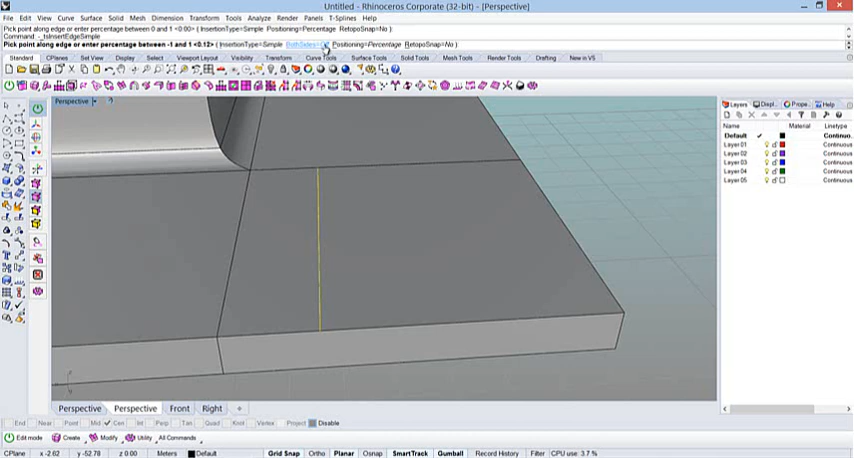 Untitled - Rhinoceros Corporate (32-bit) - [Perspective]
File Edit View Curve Surface Solid Mesh Dimension Transform Tools Analyze Render Panels T-Splines Help
Pick point along edge or enter percentage between 0 and 1 <0.00> ( InsertionType=Simple Positioning=Percentage RetopoSnap=No ):
Command: _tsInsertEdgeSimple
Pick point along edge or enter percentage between -1 and 1 <0.12> ( InsertionType=Simple Positioning=Percentage RetopoSnap=No ):
Standard CPlanes Set View Display Select Viewport Layout Visibility Transform Curve Tools Surface Tools Solid Tools Mesh Tools Render Tools Drafting New in V5
Perspective
Layers Displ... Prope... Help
Name Material Linetype
Default Continuo...
Layer 01 Continuous
Layer 02 Continuous
Layer 03 Continuous
Layer 04 Continuous
Layer 05 Continuous
Perspective Perspective Front Right
End Near Point Mid Cen Int Perp Tan Quad Knot Vertex Project Disable
Edit mode Create Modify Utility All Commands
CPlane x -2.62 y -52.78 z 0.00 Meters Default Grid Snap Ortho Planar Osnap SmartTrack Gumball Record History Filter CPU use: 3.7 %